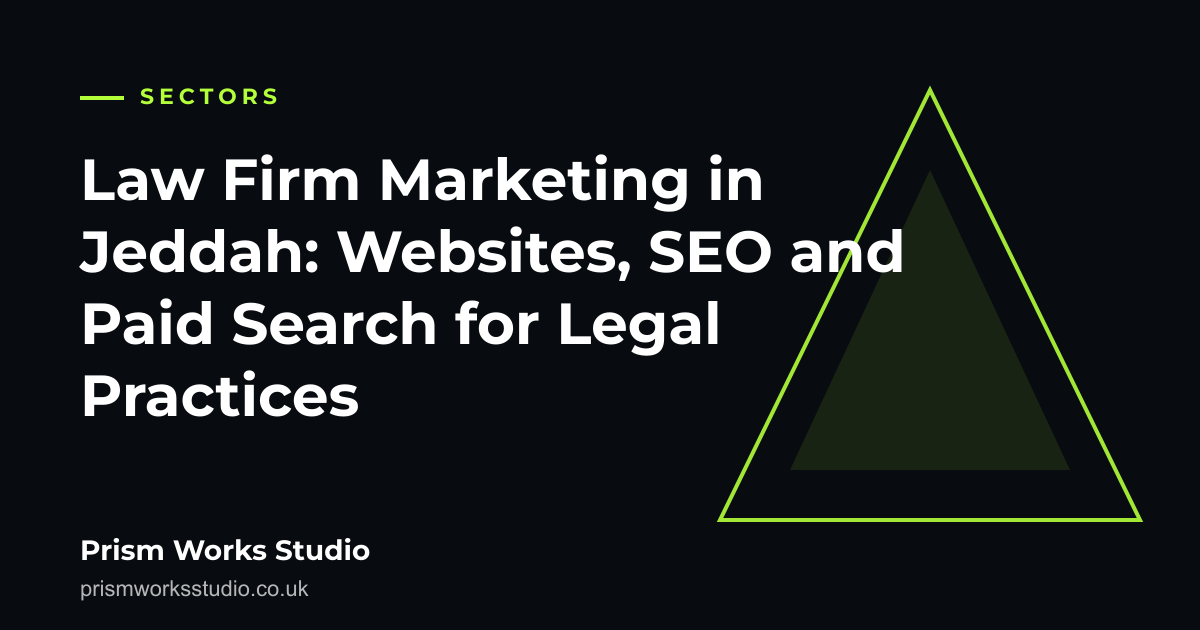 SECTORS
Law Firm Marketing in
Jeddah: Websites, SEO and
Paid Search for Legal
Practices
Prism Works Studio
prismworksstudio.co.uk